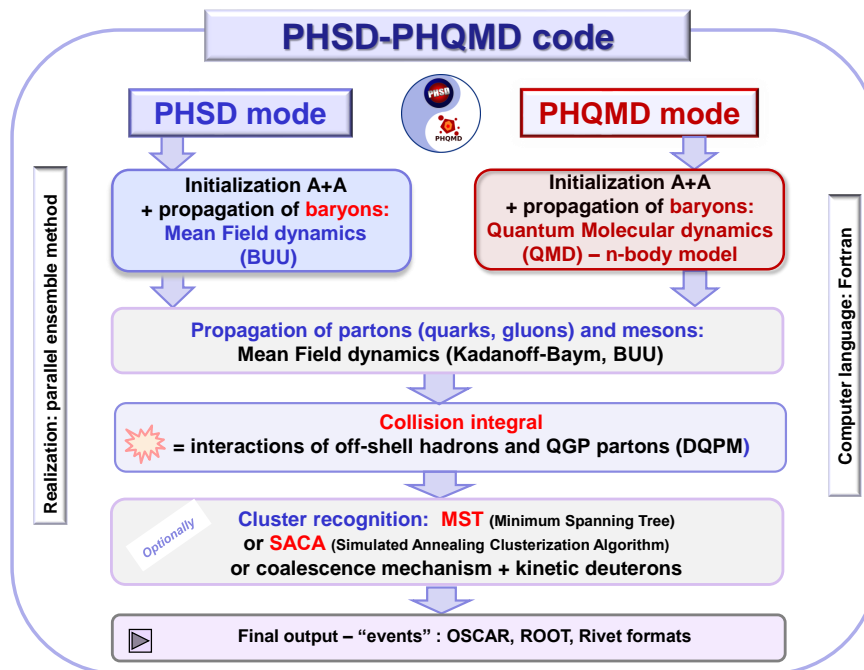 PHSD-PHQMD code
PHSD mode
PHSD
PHQMD
PHQMD mode
Initialization A+A
+ propagation of baryons:
Mean Field dynamics
(BUU)
Initialization A+A
+ propagation of baryons:
Quantum Molecular dynamics
(QMD) – n-body model
Realization: parallel ensemble method
Computer language: Fortran
Propagation of partons (quarks, gluons) and mesons:
Mean Field dynamics (Kadanoff-Baym, BUU)
Collision integral
= interactions of off-shell hadrons and QGP partons (DQPM)
Optionally
Cluster recognition: MST (Minimum Spanning Tree)
or SACA (Simulated Annealing Clusterization Algorithm)
or coalescence mechanism + kinetic deuterons
Final output – “events” : OSCAR, ROOT, Rivet formats